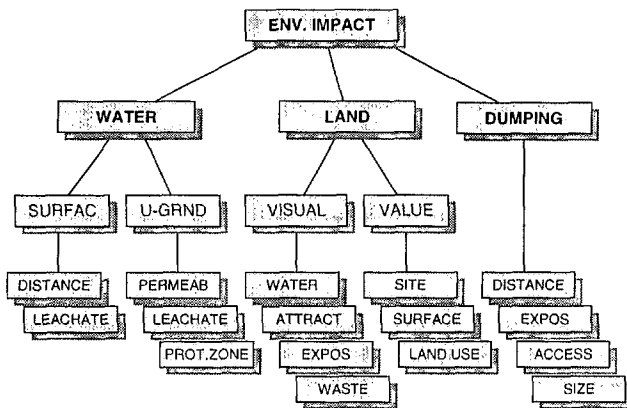 ENV. IMPACT
WATER LAND DUMPING
SURFAC U-GRND VISUAL VALUE
DISTANCE PERMEAB WATER SITE DISTANCE
LEACHATE LEACHATE ATTRACT SURFACE EXPOS
PROT.ZONE EXPOS LAND USE ACCESS
WASTE SIZE